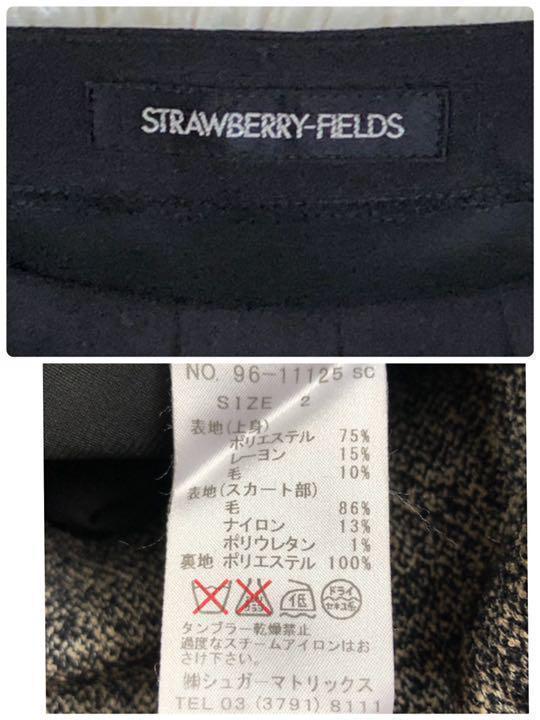 STRAWBERRY-FIELDS
NO. 96-11125 SC
SIZE 2
表地(上身)
ポリエステル 75%
レーヨン 15%
毛 10%
表地(スカート部)
毛 86%
ナイロン 13%
ポリウレタン 1%
裏地 ポリエステル 100%
低 ドライ セキユ系
タンブラー乾燥禁止
過度なスチームアイロンはお
さけ下さい。
㈱シュガーマトリックス
TEL 03 (3791) 8111